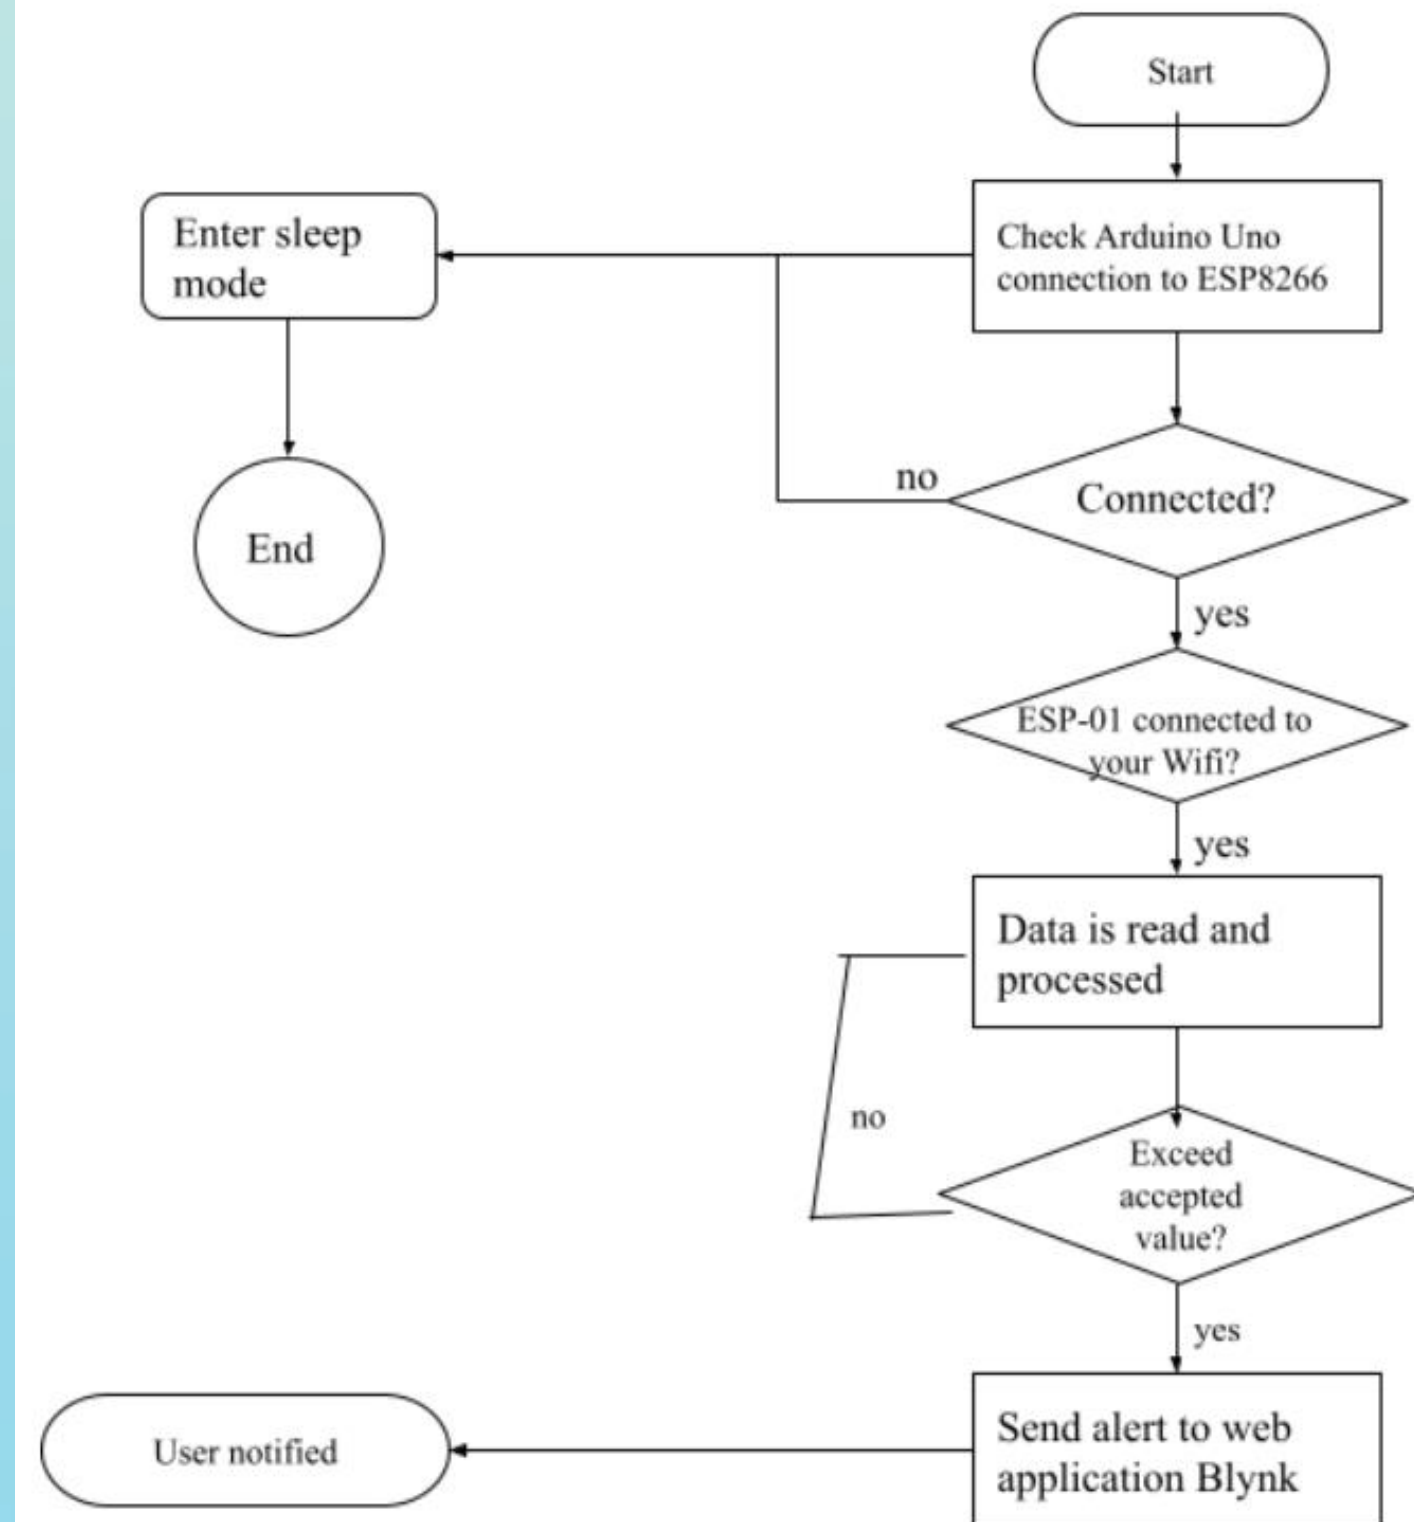 Start
Check Arduino Uno
connection to ESP8266
Enter sleep
mode
End
no
Connected?
yes
ESP-01 connected to
your Wifi?
yes
Data is read and
processed
no
Exceed
accepted
value?
yes
Send alert to web
application Blynk
User notified